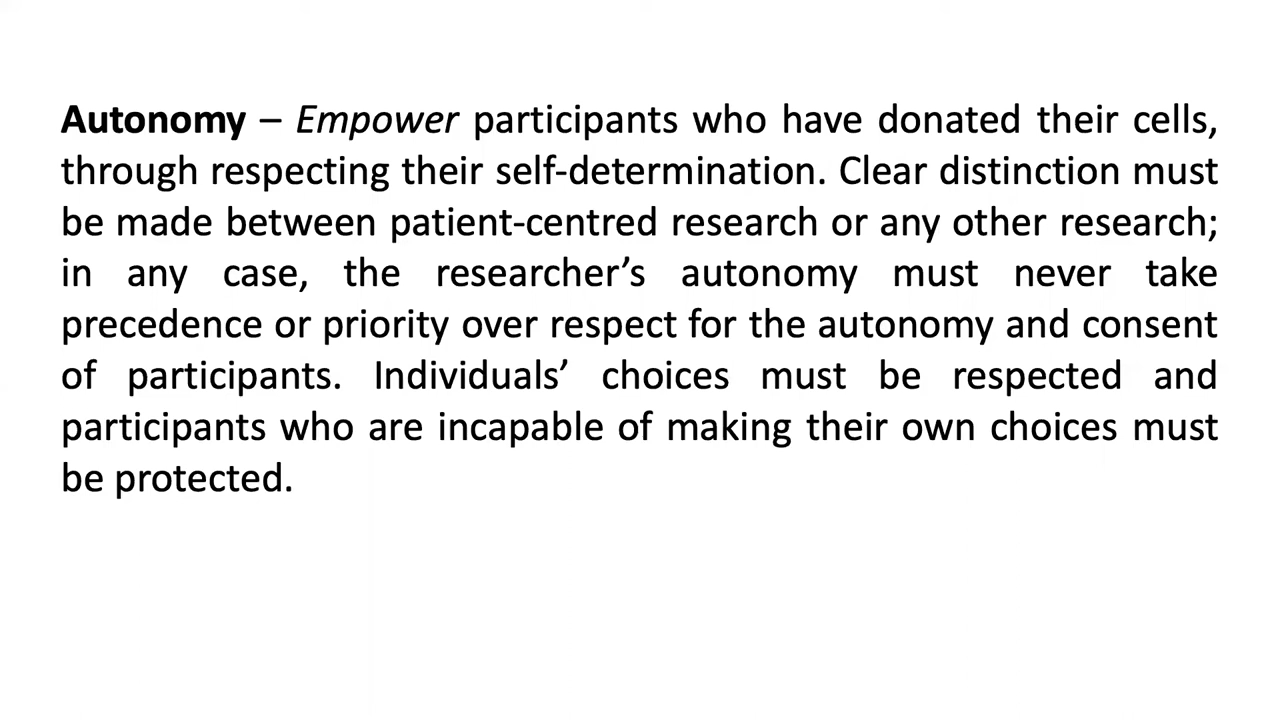 Autonomy – Empower participants who have donated their cells,
through respecting their self-determination. Clear distinction must
be made between patient-centred research or any other research;
in any case, the researcher’s autonomy must never take
precedence or priority over respect for the autonomy and consent
of participants. Individuals’ choices must be respected and
participants who are incapable of making their own choices must
be protected.